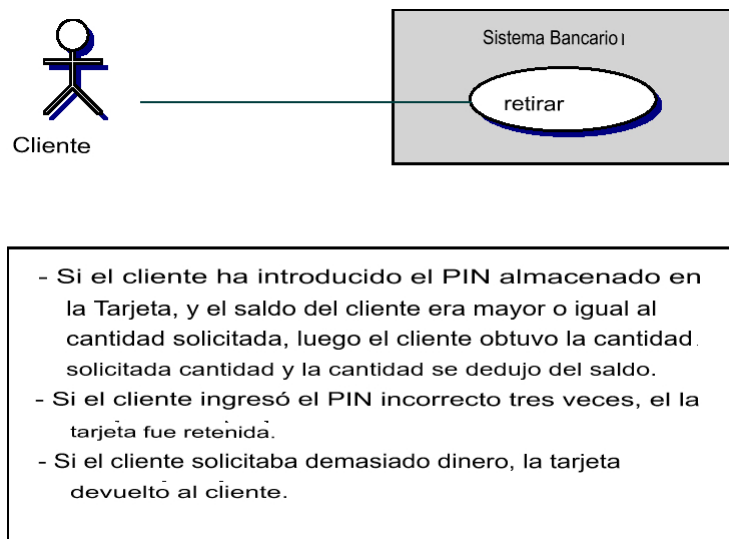 Sistema Bancario
retirar
Cliente
- Si el cliente ha introducido el PIN almacenado en
la Tarjeta, y el saldo del cliente era mayor o igual al
cantidad solicitada, luego el cliente obtuvo la cantidad
solicitada cantidad y la cantidad se dedujo del saldo.
- Si el cliente ingresó el PIN incorrecto tres veces, el la
tarjeta fue retenida.
- Si el cliente solicitaba demasiado dinero, la tarjeta
devuelto al cliente.